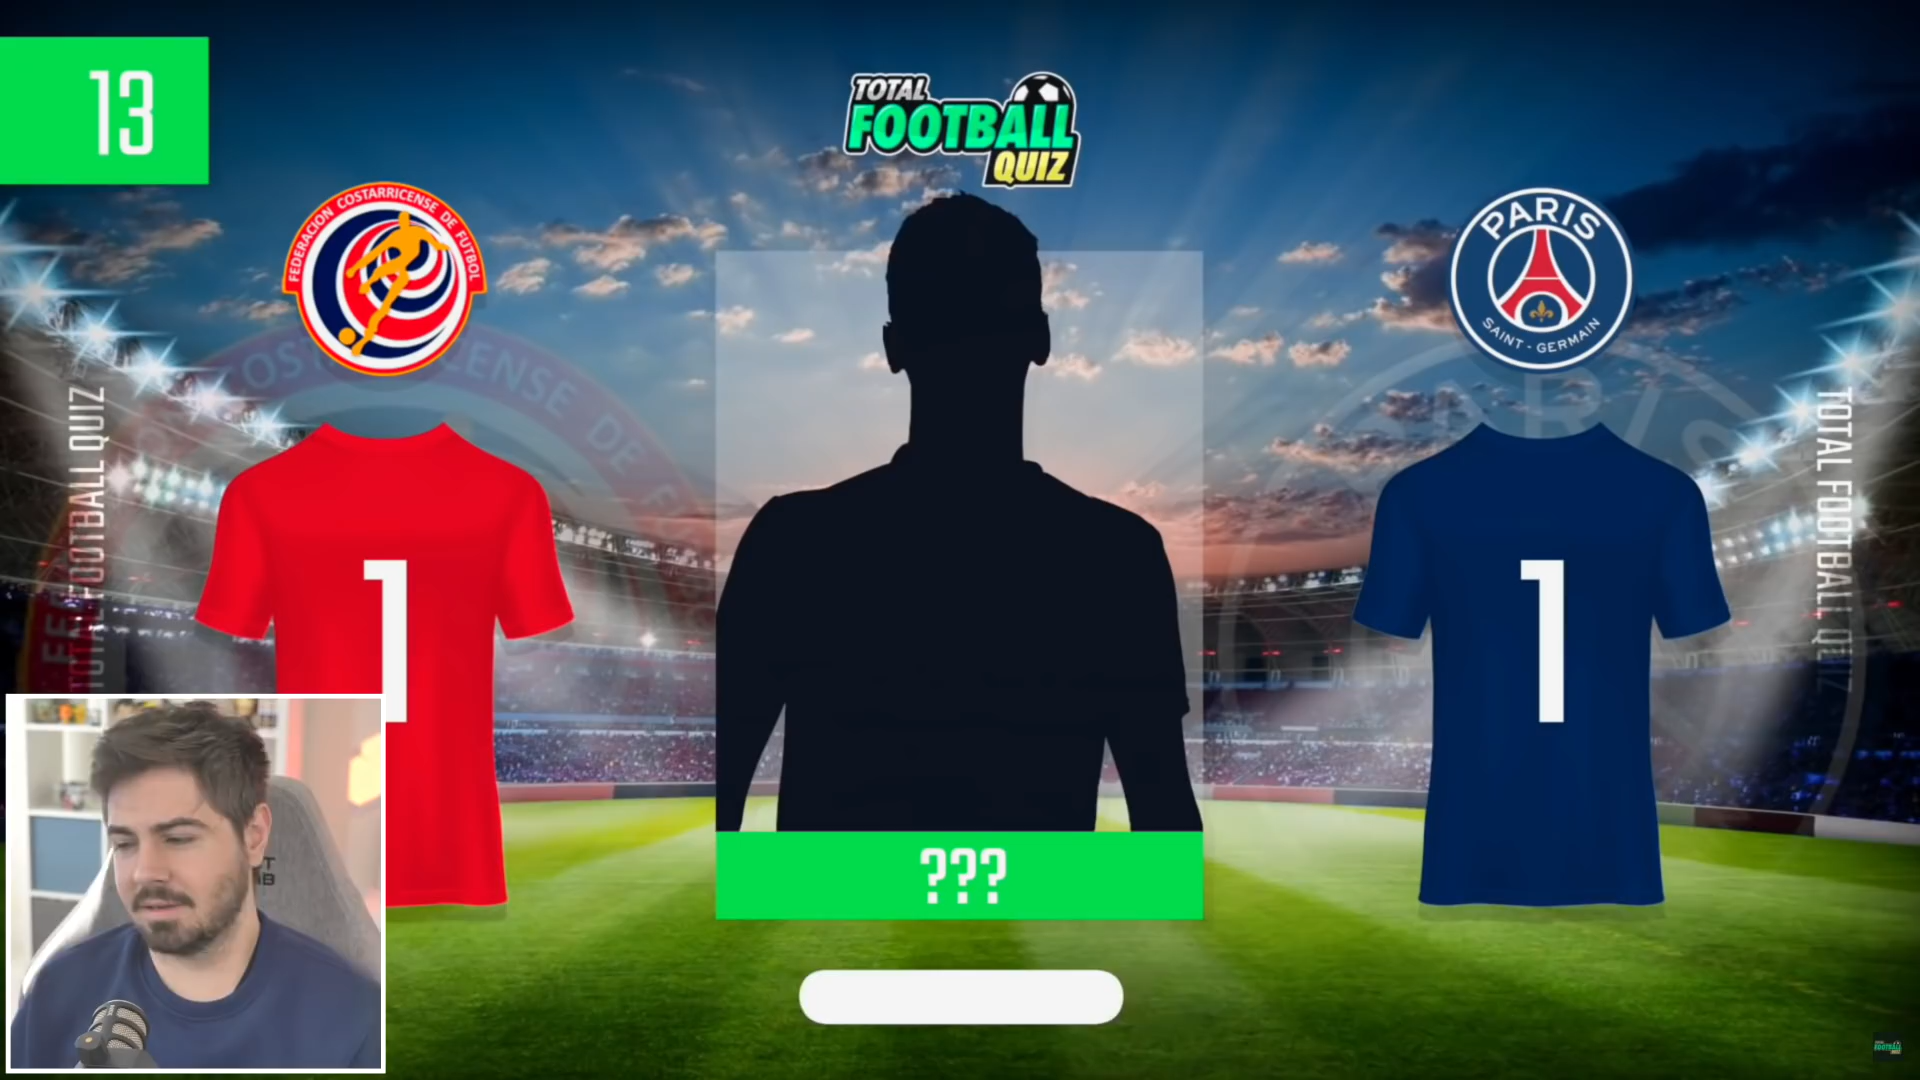 13
TOTAL
FOOTBALL
QUIZ
FEDERACION COSTARRICENSE DE FUTBOL
PARIS
SAINT - GERMAIN
TOTAL FOOTBALL QUIZ
TOTAL FOOTBALL QUIZ
1
1
???